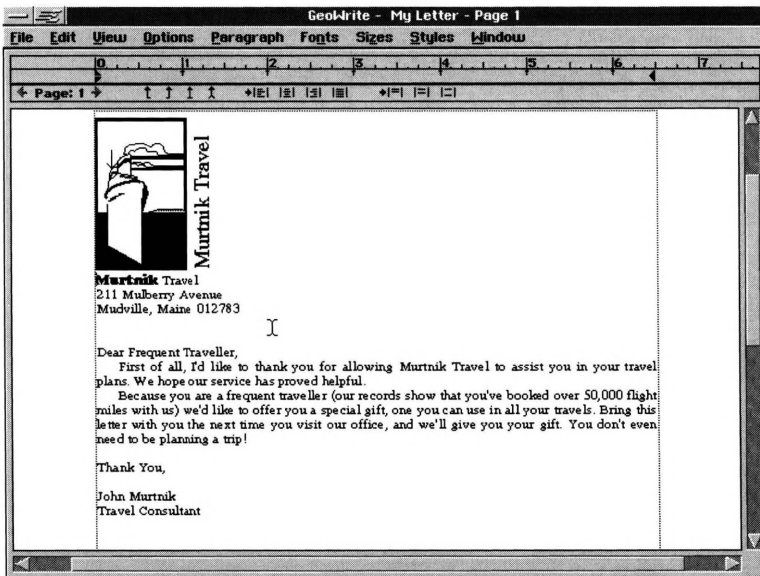 GeoWrite - My Letter - Page 1
File Edit View Options Paragraph Fonts Sizes Styles Window
0 1 2 3 4 5 6 7
Page: 1
Murtnik Travel
Murtnik Travel
211 Mulberry Avenue
Mudville, Maine 012783
Dear Frequent Traveller,
First of all, I'd like to thank you for allowing Murtnik Travel to assist you in your travel
plans. We hope our service has proved helpful.
Because you are a frequent traveller (our records show that you've booked over 50,000 flight
miles with us) we'd like to offer you a special gift, one you can use in all your travels. Bring this
letter with you the next time you visit our office, and we'll give you your gift. You don't even
need to be planning a trip!
Thank You,
John Murtnik
Travel Consultant